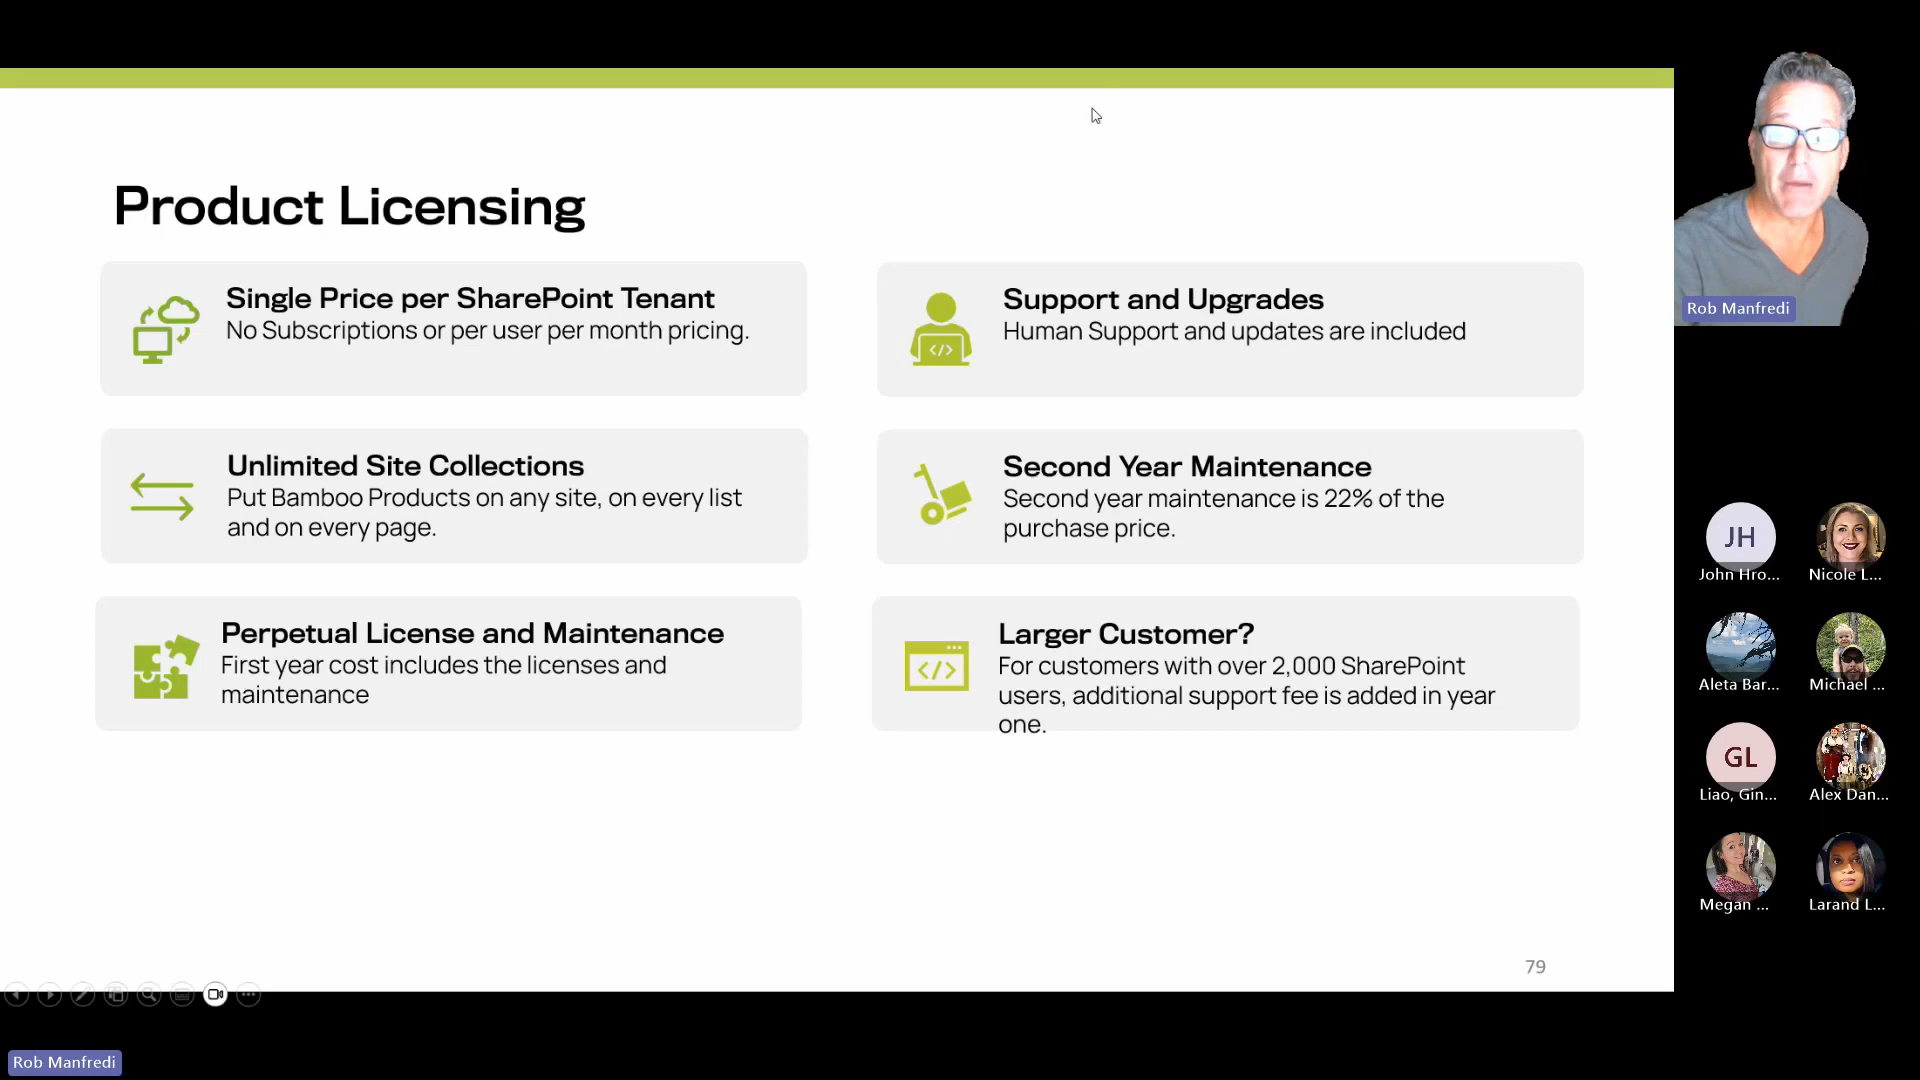 Product Licensing
Single Price per SharePoint Tenant
No Subscriptions or per user per month pricing.
Support and Upgrades
Human Support and updates are included
Unlimited Site Collections
Put Bamboo Products on any site, on every list
and on every page.
Second Year Maintenance
Second year maintenance is 22% of the
purchase price.
Perpetual License and Maintenance
First year cost includes the licenses and
maintenance
Larger Customer?
For customers with over 2,000 SharePoint
users, additional support fee is added in year
one.
79
Rob Manfredi
JH
John Hro...
Nicole L...
Aleta Bar...
Michael ...
GL
Liao, Gin...
Alex Dan...
Megan ...
Larand L...
Rob Manfredi